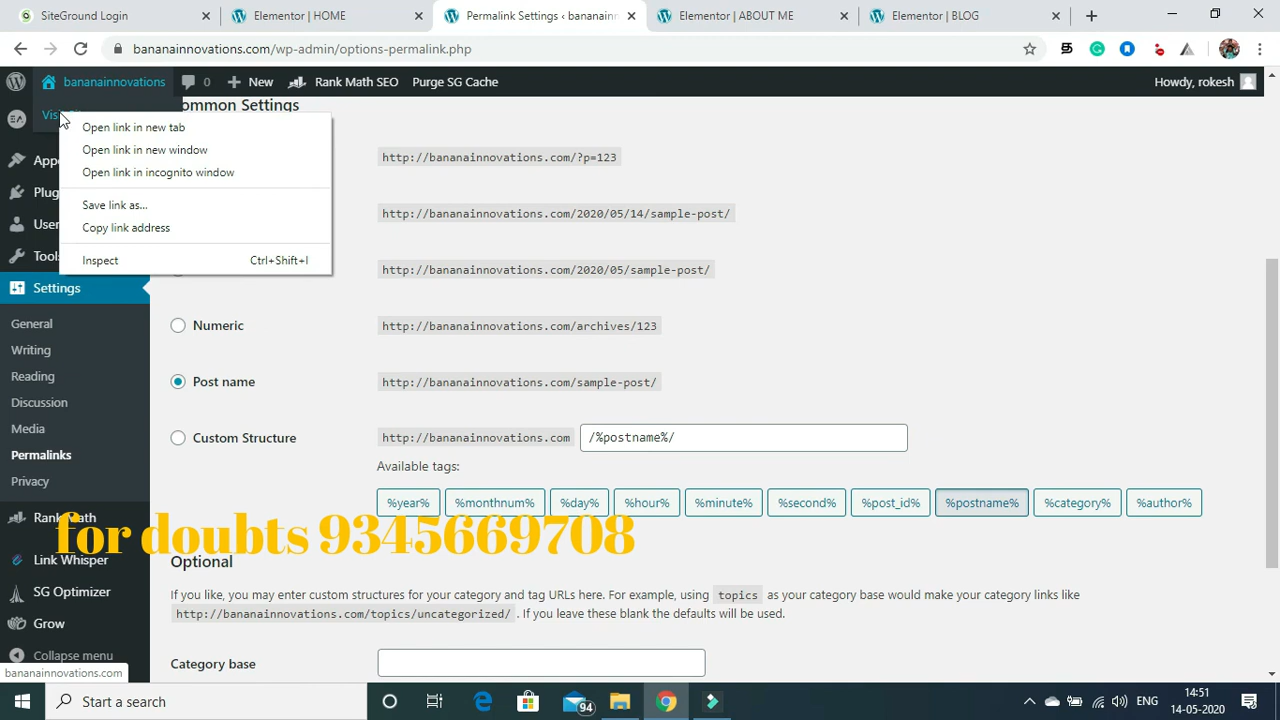 SiteGround Login
Elementor | HOME
Permalink Settings ‹ bananainn
Elementor | ABOUT ME
Elementor | BLOG
bananainnovations.com/wp-admin/options-permalink.php
bananainnovations
0
New
Rank Math SEO
Purge SG Cache
Howdy, rokesh
ommon Settings
Open link in new tab
Open link in new window
Open link in incognito window
Save link as...
Copy link address
Inspect
Ctrl+Shift+I
Settings
General
Writing
Reading
Discussion
Media
Permalinks
Privacy
Rank Math
Link Whisper
SG Optimizer
Grow
Collapse menu
bananainnovations.com
http://bananainnovations.com/?p=123
http://bananainnovations.com/2020/05/14/sample-post/
http://bananainnovations.com/2020/05/sample-post/
Numeric
http://bananainnovations.com/archives/123
Post name
http://bananainnovations.com/sample-post/
Custom Structure
http://bananainnovations.com
/%postname%/
Available tags:
%year%
%monthnum%
%day%
%hour%
%minute%
%second%
%post_id%
%postname%
%category%
%author%
for doubts 9345669708
Optional
If you like, you may enter custom structures for your category and tag URLs here. For example, using topics as your category base would make your category links like
http://bananainnovations.com/topics/uncategorized/ . If you leave these blank the defaults will be used.
Category base
Start a search
94
ENG
14:51
14-05-2020